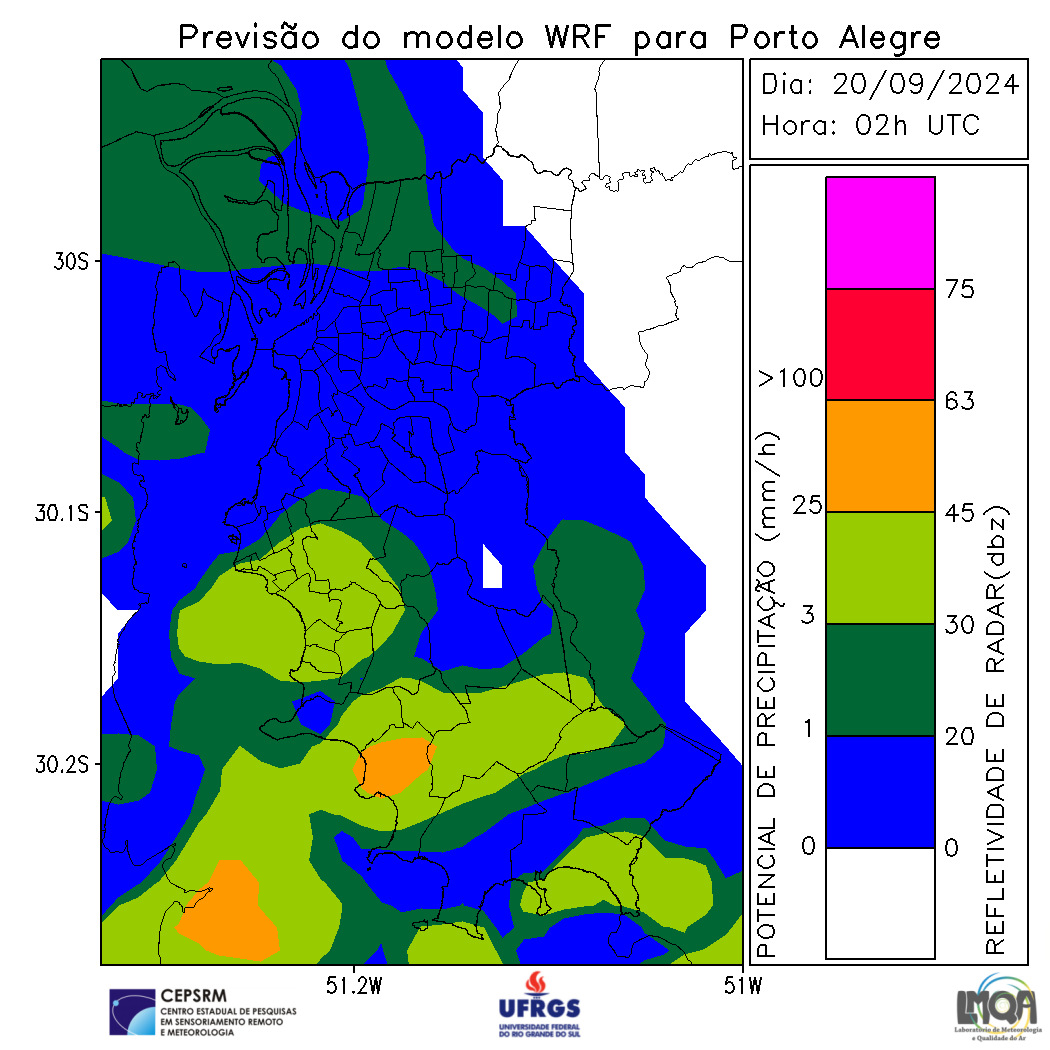 Previsão do modelo WRF para Porto Alegre
Dia: 20/09/2024
Hora: 02h UTC
30S
30.1S
30.2S
51.2W
51W
POTENCIAL DE PRECIPITAÇÃO (mm/h)
>100
25
3
1
0
75
63
45
30
20
0
REFLETIVIDADE DE RADAR(dbz)
CEPSRM
CENTRO ESTADUAL DE PESQUISAS
EM SENSORIAMENTO REMOTO
E METEOROLOGIA
UFRGS
UNIVERSIDADE FEDERAL
DO RIO GRANDE DO SUL
LMQA
Laboratório de Meteorologia
e Qualidade do Ar